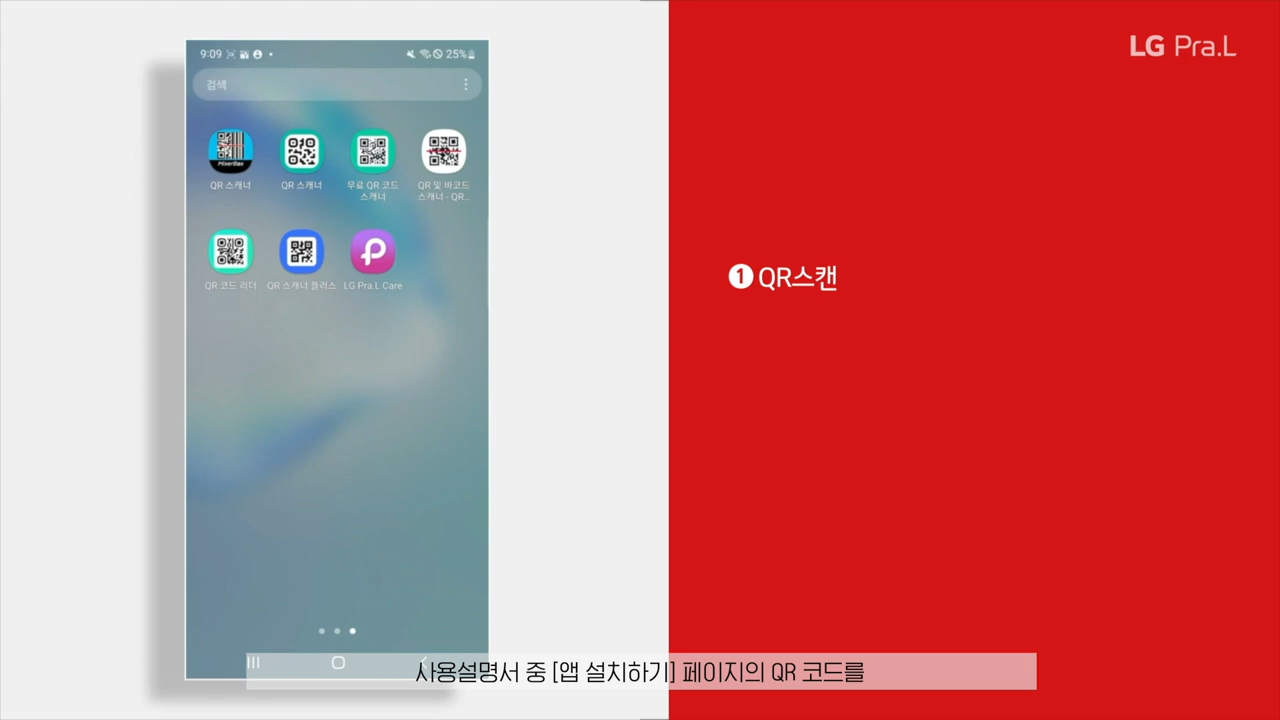 9:09
25%
검색
MixerBox
QR 스캐너
QR 스캐너
무료 QR 코드
스캐너
QR 및 바코드
스캐너 - QR...
QR 코드 리더
QR 스캐너 플러스
LG Pra.L Care
LG Pra.L
1 QR스캔
사용설명서 중 [앱 설치하기] 페이지의 QR 코드를